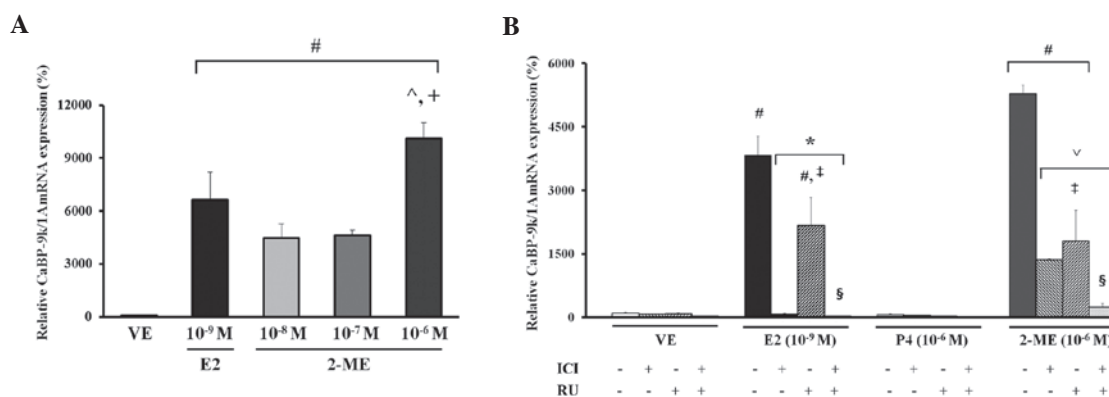 A
Relative CaBP-9k/1AmRNA expression (%)
#
^, +
12000
9000
6000
3000
0
VE 10⁻⁹ M 10⁻⁸ M 10⁻⁷ M 10⁻⁶ M
E2 2-ME
B
Relative CaBP-9k/1AmRNA expression (%)
6000
4500
3000
1500
0
# * #, ‡ § # ˅ ‡ §
VE E2 (10⁻⁹ M) P4 (10⁻⁶ M) 2-ME (10⁻⁶ M)
ICI - + - + - + - + - + - + - + - +
RU - - + + - - + + - - + + - - + +